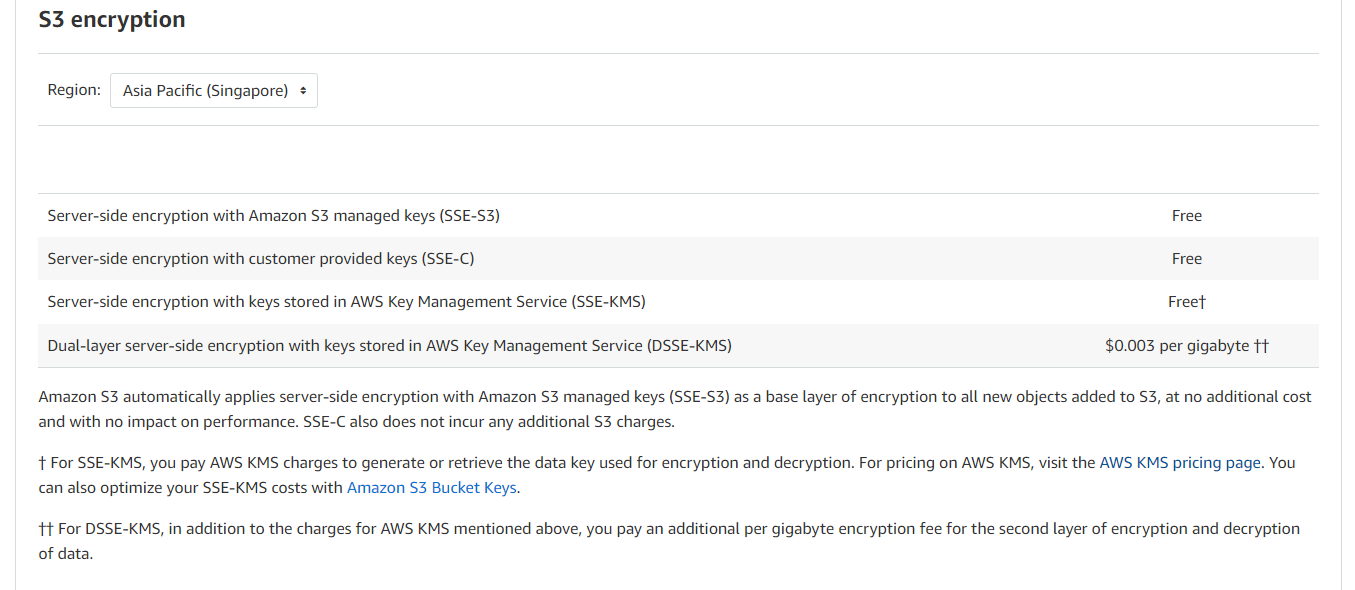 S3 encryption
Region: Asia Pacific (Singapore)
Server-side encryption with Amazon S3 managed keys (SSE-S3) Free
Server-side encryption with customer provided keys (SSE-C) Free
Server-side encryption with keys stored in AWS Key Management Service (SSE-KMS) Free†
Dual-layer server-side encryption with keys stored in AWS Key Management Service (DSSE-KMS) $0.003 per gigabyte ††
Amazon S3 automatically applies server-side encryption with Amazon S3 managed keys (SSE-S3) as a base layer of encryption to all new objects added to S3, at no additional cost
and with no impact on performance. SSE-C also does not incur any additional S3 charges.
† For SSE-KMS, you pay AWS KMS charges to generate or retrieve the data key used for encryption and decryption. For pricing on AWS KMS, visit the AWS KMS pricing page. You
can also optimize your SSE-KMS costs with Amazon S3 Bucket Keys.
†† For DSSE-KMS, in addition to the charges for AWS KMS mentioned above, you pay an additional per gigabyte encryption fee for the second layer of encryption and decryption
of data.